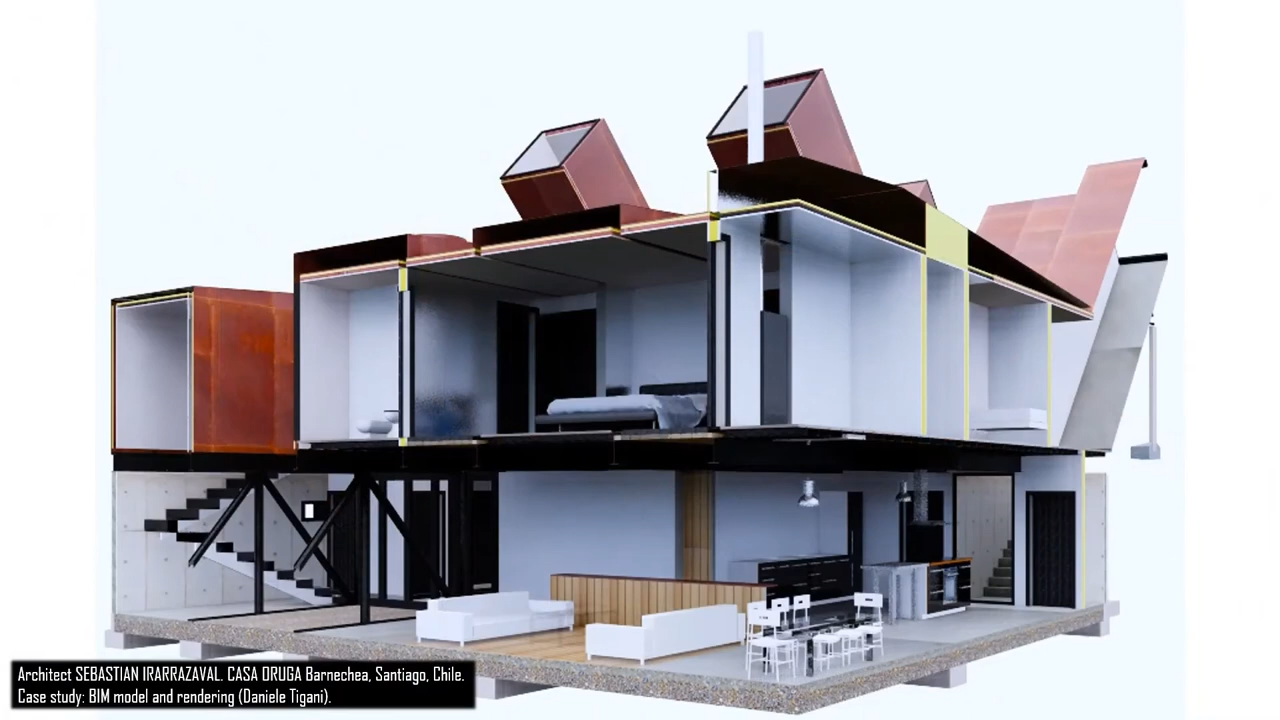 Architect SEBASTIAN IRARRAZAVAL. CASA ORUGA Barnechea, Santiago, Chile.
Case study: BIM model and rendering (Daniele Tigani).